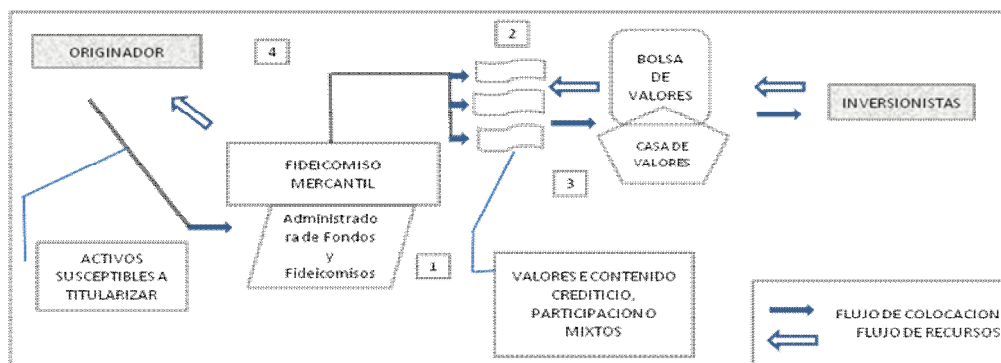 ORIGINADOR
4
2
BOLSA
DE
VALORES
INVERSIONISTAS
CASA DE
VALORES
FIDEICOMISO
MERCANTIL
3
Administrado
ra de Fondos
y
Fideicomisos
1
ACTIVOS
SUSCEPTIBLES A
TITULARIZAR
VALORES E CONTENIDO
CREDITICIO,
PARTICIPACION O
MIXTOS
FLUJO DE COLOCACION
FLUJO DE RECURSOS